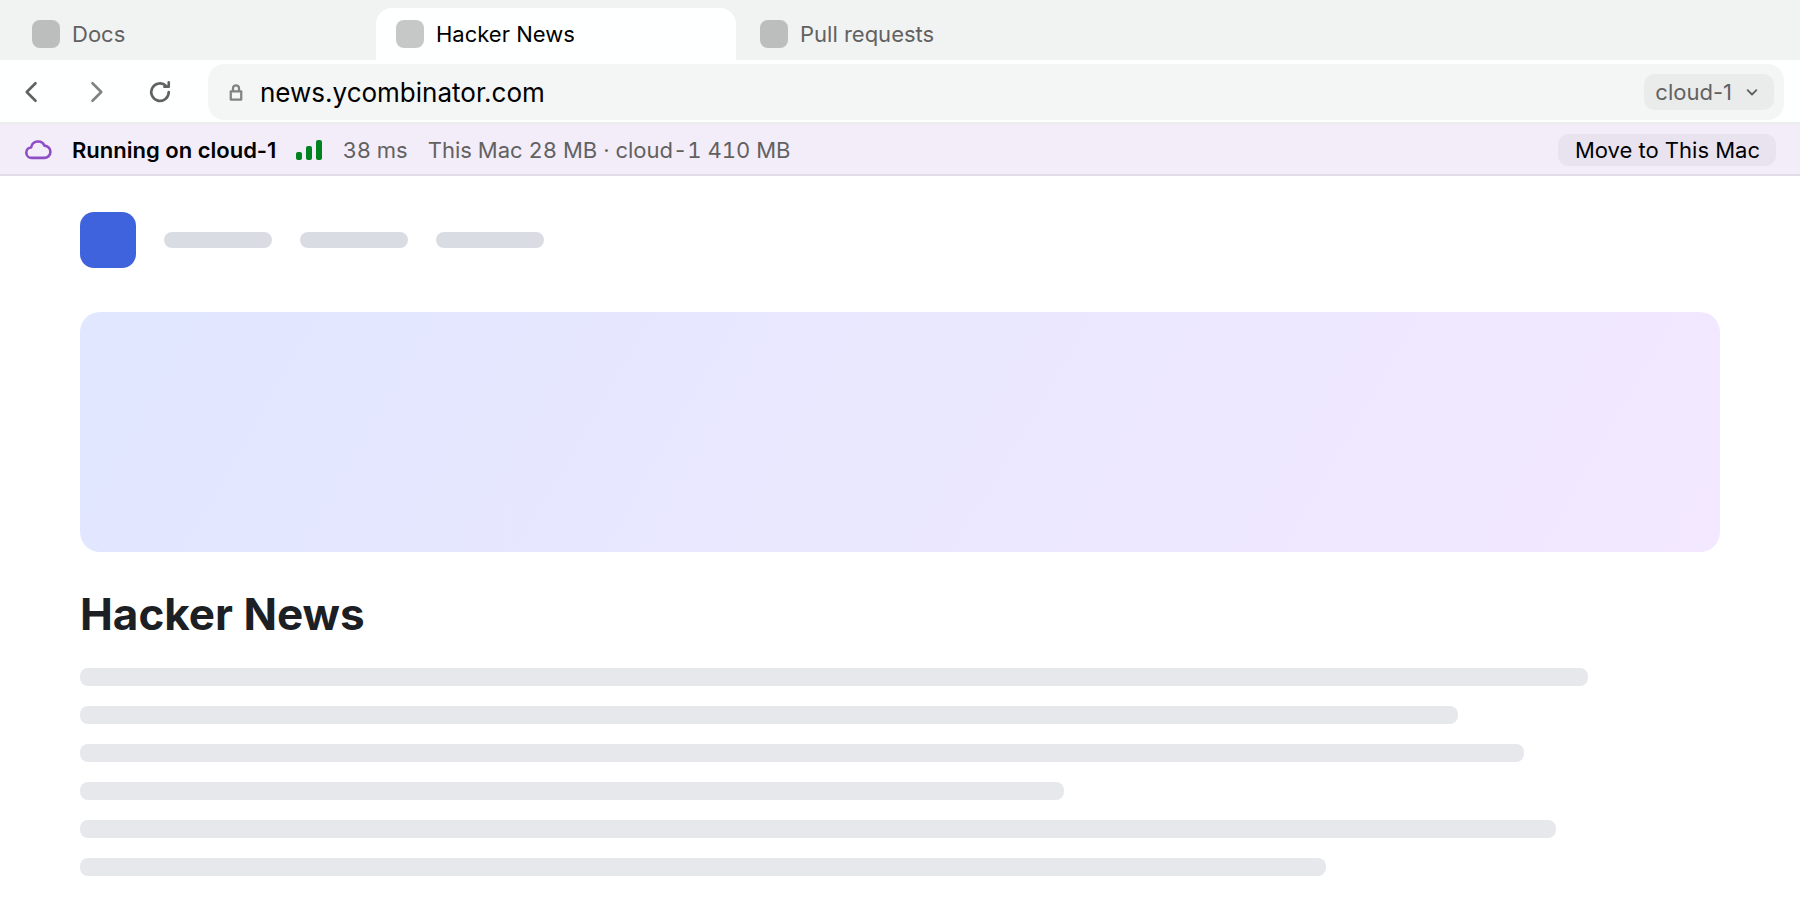 Docs
Hacker News
Pull requests
news.ycombinator.com
cloud-1
Running on cloud-1
38 ms
This Mac 28 MB · cloud-1 410 MB
Move to This Mac
Hacker News